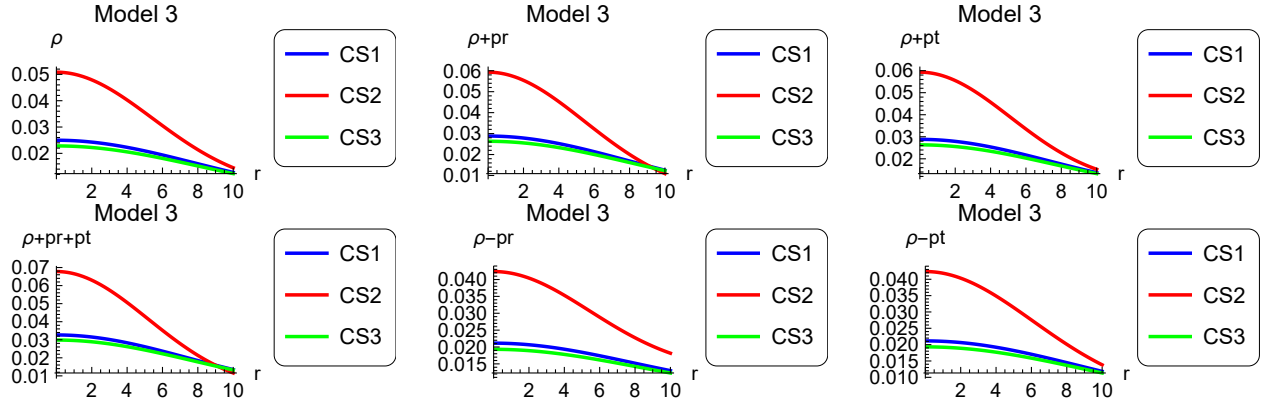 Model 3
ρ
0.05
0.04
0.03
0.02
2 4 6 8 10 r
CS1
CS2
CS3
Model 3
ρ+pr
0.06
0.05
0.04
0.03
0.02
0.01
2 4 6 8 10 r
CS1
CS2
CS3
Model 3
ρ+pt
0.06
0.05
0.04
0.03
0.02
2 4 6 8 10 r
CS1
CS2
CS3
Model 3
ρ+pr+pt
0.07
0.06
0.05
0.04
0.03
0.02
0.01
2 4 6 8 10 r
CS1
CS2
CS3
Model 3
ρ−pr
0.040
0.035
0.030
0.025
0.020
0.015
2 4 6 8 10 r
CS1
CS2
CS3
Model 3
ρ−pt
0.040
0.035
0.030
0.025
0.020
0.015
0.010
2 4 6 8 10 r
CS1
CS2
CS3